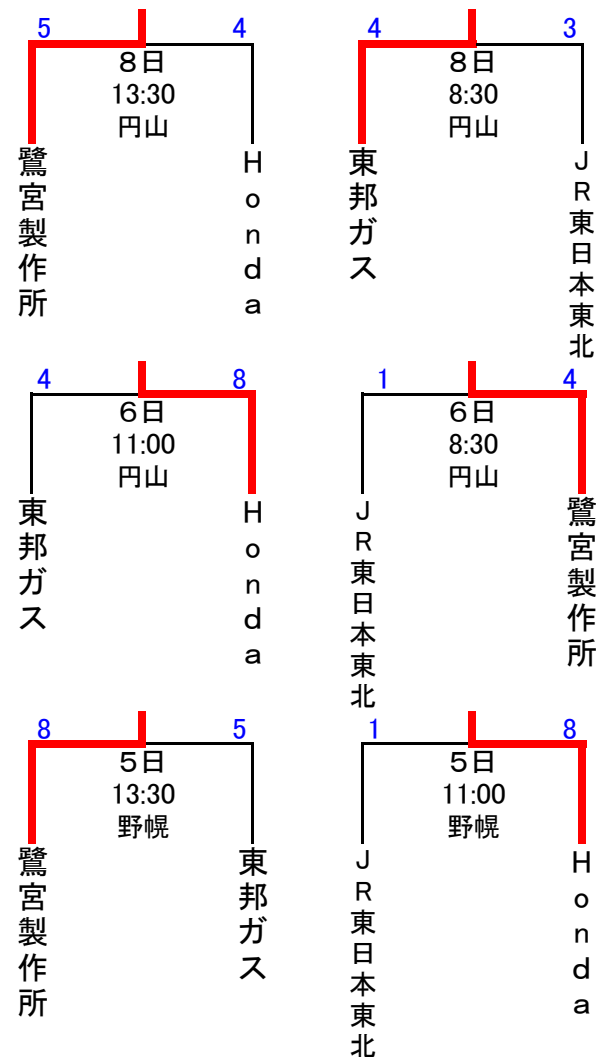 5 4
８日
13:30
円山
鷺宮製作所
Ｈｏｎｄａ
4 3
８日
8:30
円山
東邦ガス
ＪＲ東日本東北
4 8
６日
11:00
円山
東邦ガス
Ｈｏｎｄａ
1 4
６日
8:30
円山
ＪＲ東日本東北
鷺宮製作所
8 5
５日
13:30
野幌
鷺宮製作所
東邦ガス
1 8
５日
11:00
野幌
ＪＲ東日本東北
Ｈｏｎｄａ